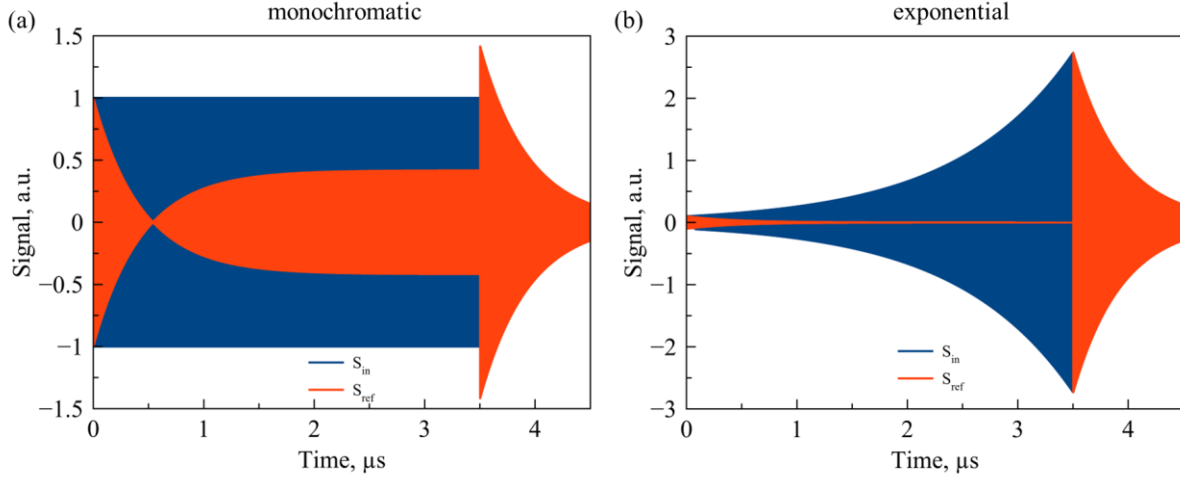 (a)
monochromatic
1.5
1
0.5
0
−0.5
−1
−1.5
Signal, a.u.
S_in
S_ref
0
1
2
3
4
Time, μs
(b)
exponential
3
2
1
0
−1
−2
−3
Signal, a.u.
S_in
S_ref
0
1
2
3
4
Time, μs